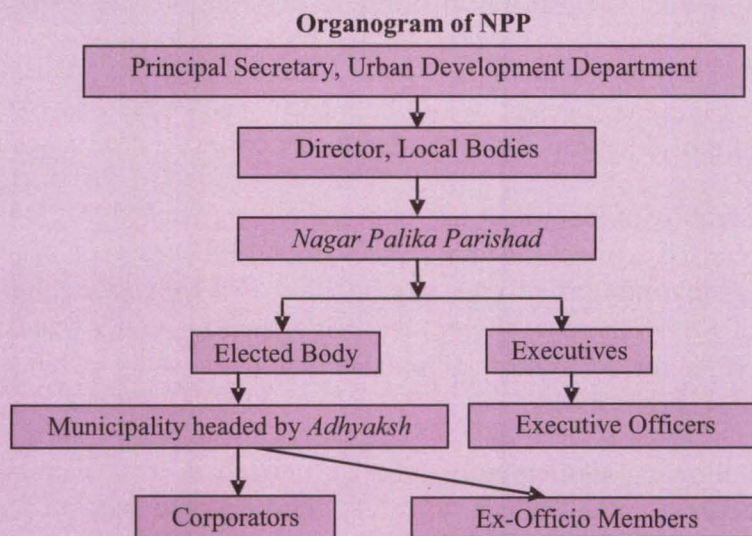 Organogram of NPP
Principal Secretary, Urban Development Department
Director, Local Bodies
Nagar Palika Parishad
Elected Body
Executives
Municipality headed by Adhyaksh
Executive Officers
Corporators
Ex-Officio Members